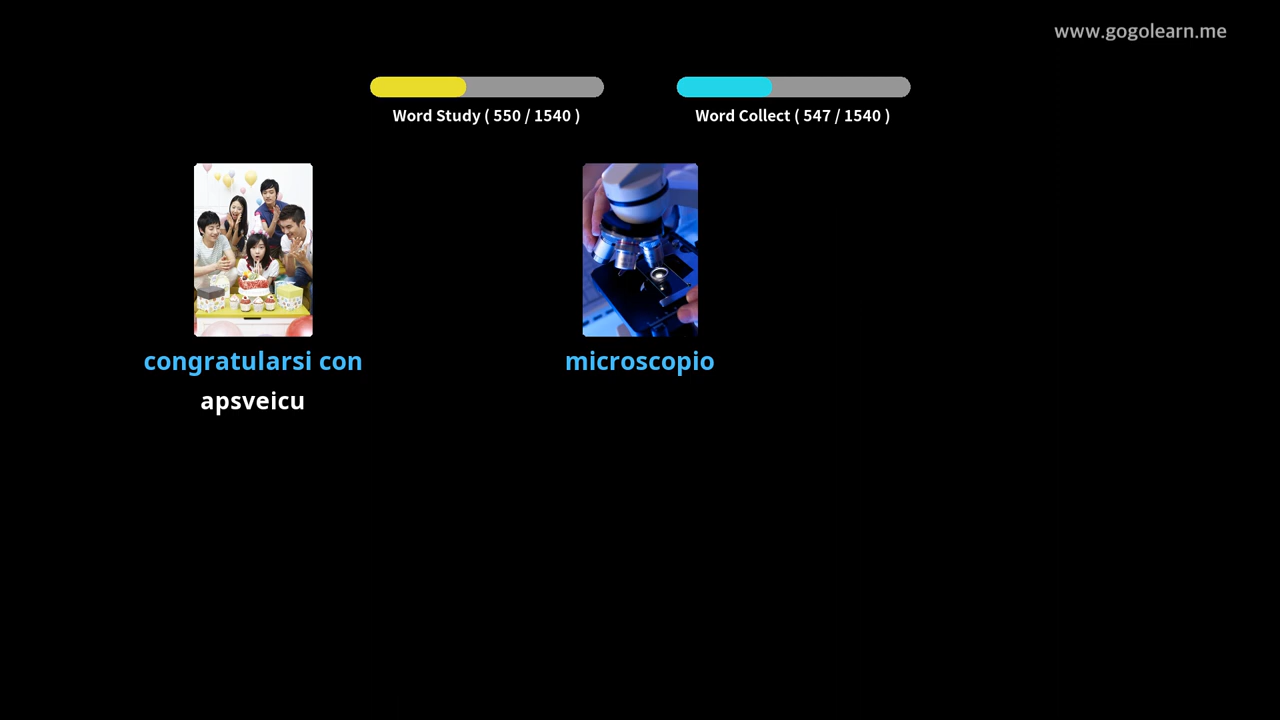 www.gogolearn.me
Word Study ( 550 / 1540 )
Word Collect ( 547 / 1540 )
congratularsi con
microscopio
apsveicu